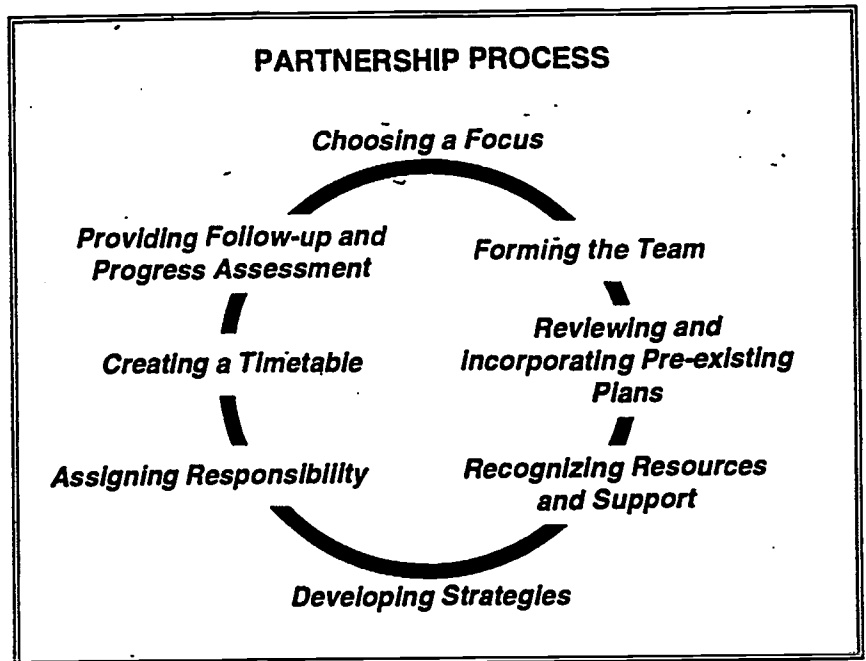 PARTNERSHIP PROCESS
Choosing a Focus
Providing Follow-up and
Progress Assessment
Forming the Team
Reviewing and
Incorporating Pre-existing
Plans
Creating a Timetable
Assigning Responsibility
Recognizing Resources
and Support
Developing Strategies